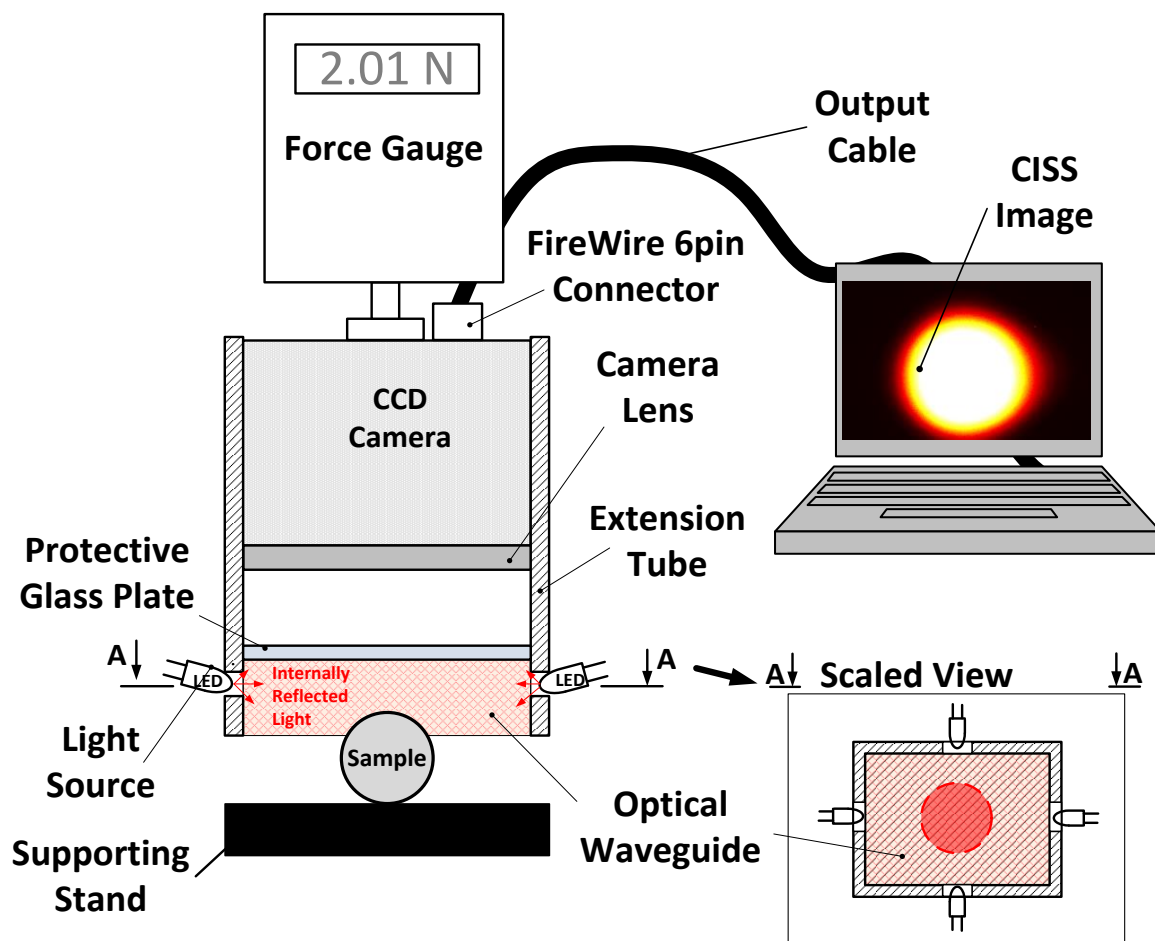 2.01 N
Force Gauge
Output
Cable
CISS
Image
FireWire 6pin
Connector
CCD
Camera
Camera
Lens
Extension
Tube
Protective
Glass Plate
A
A
LED
Internally
Reflected
Light
LED
A
Scaled View
A
Light
Source
Sample
Optical
Waveguide
Supporting
Stand